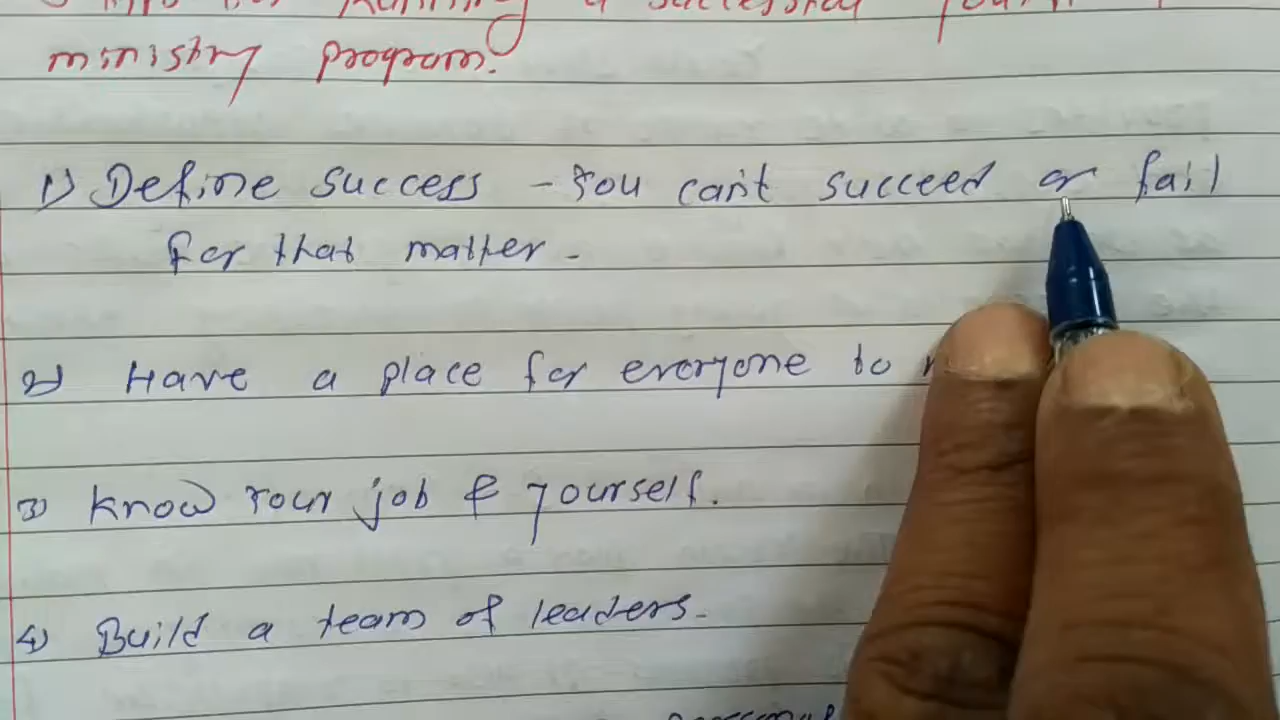 a successful
ministry program.
1) Define success - You can't succeed or fail
for that matter.
2) Have a place for everyone to
3) Know Your job & yourself.
4) Build a team of leaders.